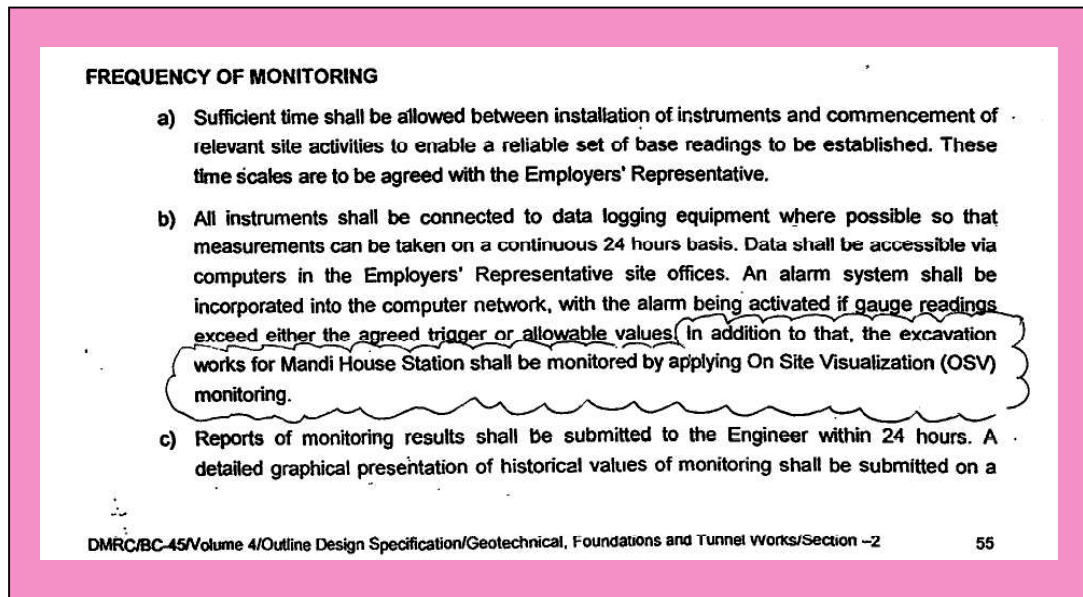 FREQUENCY OF MONITORING
a) Sufficient time shall be allowed between installation of instruments and commencement of
relevant site activities to enable a reliable set of base readings to be established. These
time scales are to be agreed with the Employers' Representative.
b) All instruments shall be connected to data logging equipment where possible so that
measurements can be taken on a continuous 24 hours basis. Data shall be accessible via
computers in the Employers' Representative site offices. An alarm system shall be
incorporated into the computer network, with the alarm being activated if gauge readings
exceed either the agreed trigger or allowable values. In addition to that, the excavation
works for Mandi House Station shall be monitored by applying On Site Visualization (OSV)
monitoring.
c) Reports of monitoring results shall be submitted to the Engineer within 24 hours. A
detailed graphical presentation of historical values of monitoring shall be submitted on a
DMRC/BC-45/Volume 4/Outline Design Specification/Geotechnical, Foundations and Tunnel Works/Section –2 55